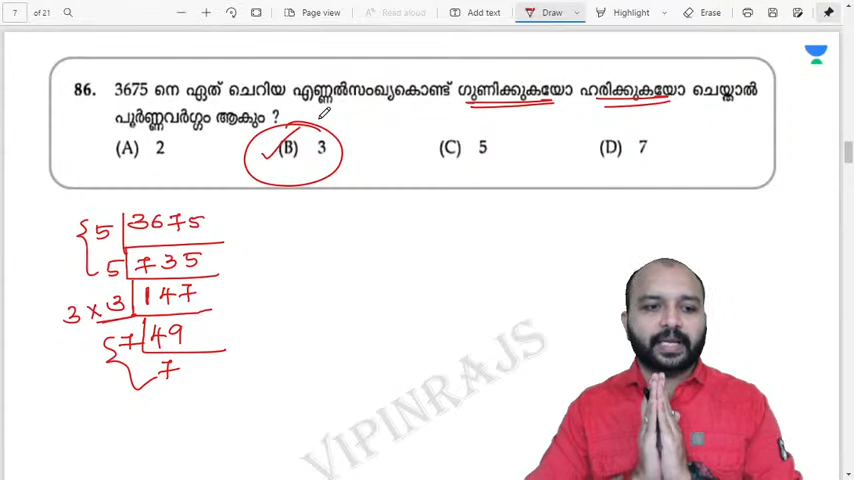 7 of 21 Page view Read aloud Add text Draw Highlight Erase
86. 3675 നെ ഏത് ചെറിയ എണ്ണൽസംഖ്യകൊണ്ട് ഗുണിക്കുകയോ ഹരിക്കുകയോ ചെയ്താൽ
പൂർണ്ണവർഗ്ഗം ആകും ?
(A) 2 (B) 3 (C) 5 (D) 7
5 3675
5 735
3 × 3 147
7 49
7
VIPINRAJS